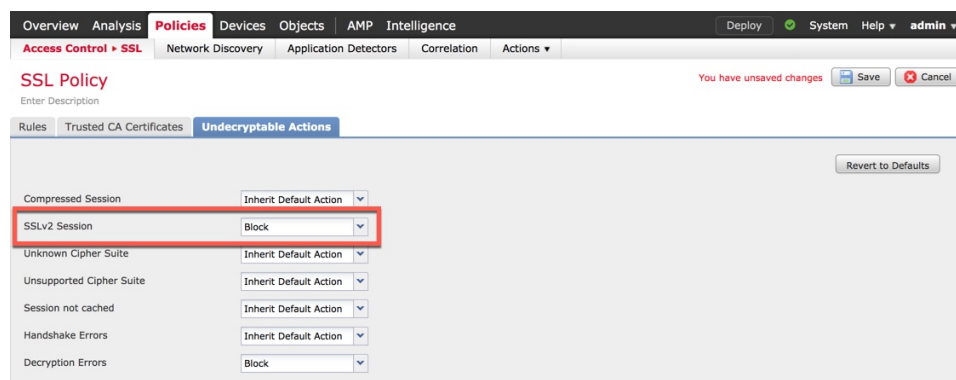 Overview Analysis Policies Devices Objects AMP Intelligence Deploy System Help admin
Access Control ▸ SSL Network Discovery Application Detectors Correlation Actions ▾
SSL Policy You have unsaved changes Save Cancel
Enter Description
Rules Trusted CA Certificates Undecryptable Actions
Revert to Defaults
Compressed Session Inherit Default Action
SSLv2 Session Block
Unknown Cipher Suite Inherit Default Action
Unsupported Cipher Suite Inherit Default Action
Session not cached Inherit Default Action
Handshake Errors Inherit Default Action
Decryption Errors Block